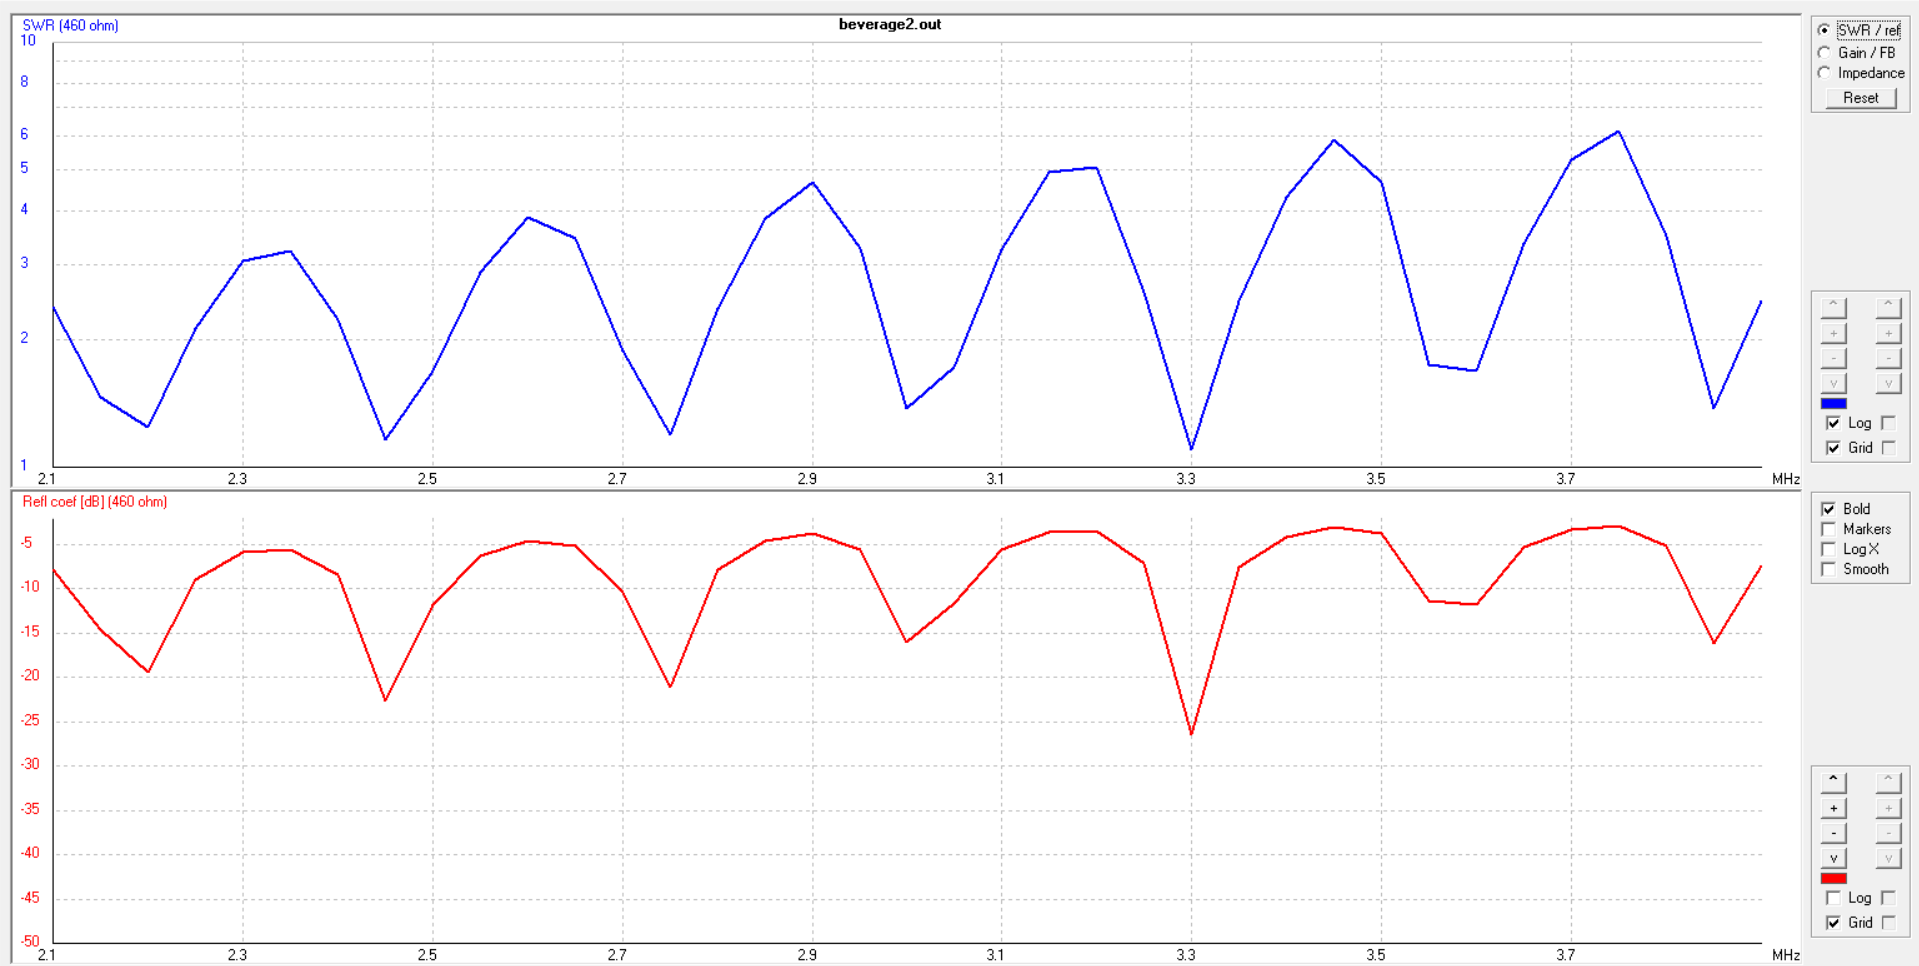 SWR (460 ohm)
beverage2.out
10
8
6
5
4
3
2
1
2.1 2.3 2.5 2.7 2.9 3.1 3.3 3.5 3.7 MHz
Refl coef [dB] (460 ohm)
-5
-10
-15
-20
-25
-30
-35
-40
-45
-50
2.1 2.3 2.5 2.7 2.9 3.1 3.3 3.5 3.7 MHz
SWR / ref
Gain / FB
Impedance
Reset
^ ^
+ +
- -
v v
Log
Grid
Bold
Markers
Log X
Smooth
^ ^
+ +
- -
v v
Log
Grid